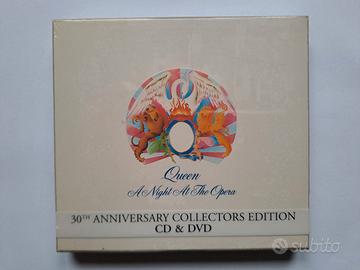 Queen
A Night At The Opera
30TH ANNIVERSARY COLLECTORS EDITION
CD & DVD
subito